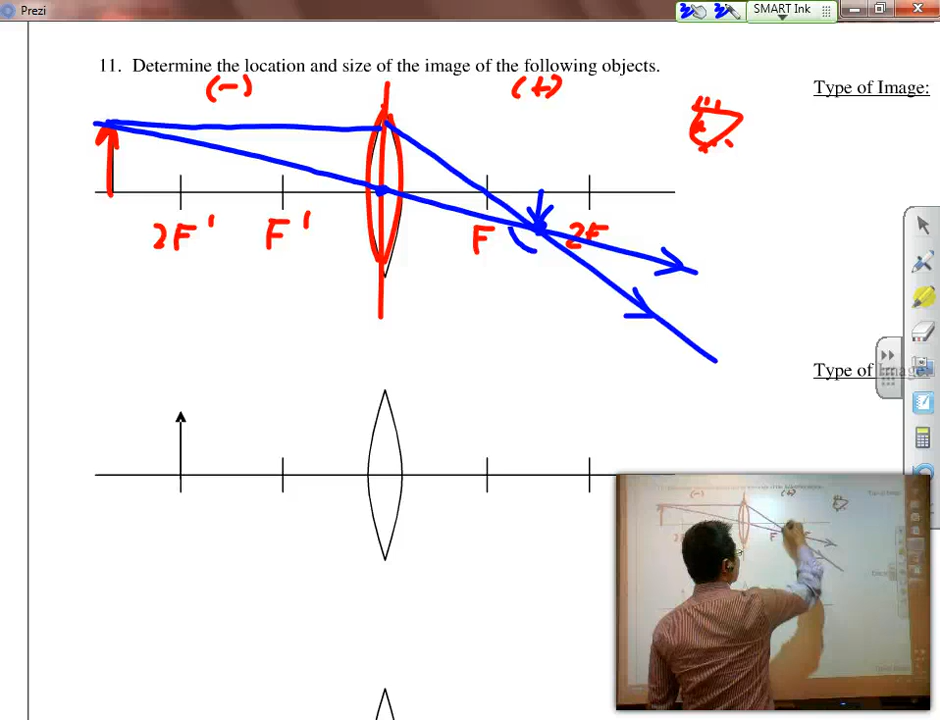 Prezi
SMART Ink
11. Determine the location and size of the image of the following objects.
Type of Image:
(-)
(+)
2F'
F'
F
2F
Type of Image: